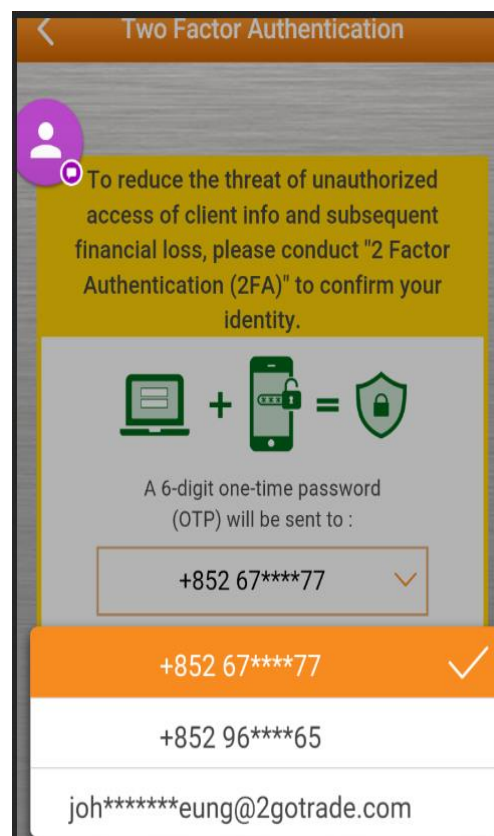 Two Factor Authentication
To reduce the threat of unauthorized
access of client info and subsequent
financial loss, please conduct "2 Factor
Authentication (2FA)" to confirm your
identity.
+
=
A 6-digit one-time password
(OTP) will be sent to :
+852 67****77
+852 67****77
+852 96****65
joh*******eung@2gotrade.com